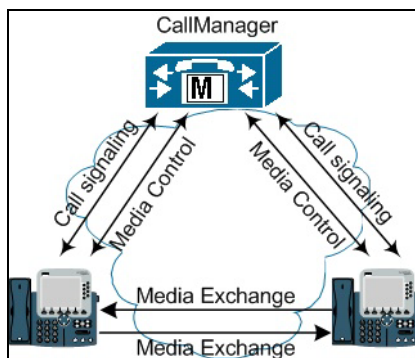 CallManager
M
Call signaling
Media Control
Media Control
Call signaling
Media Exchange
Media Exchange